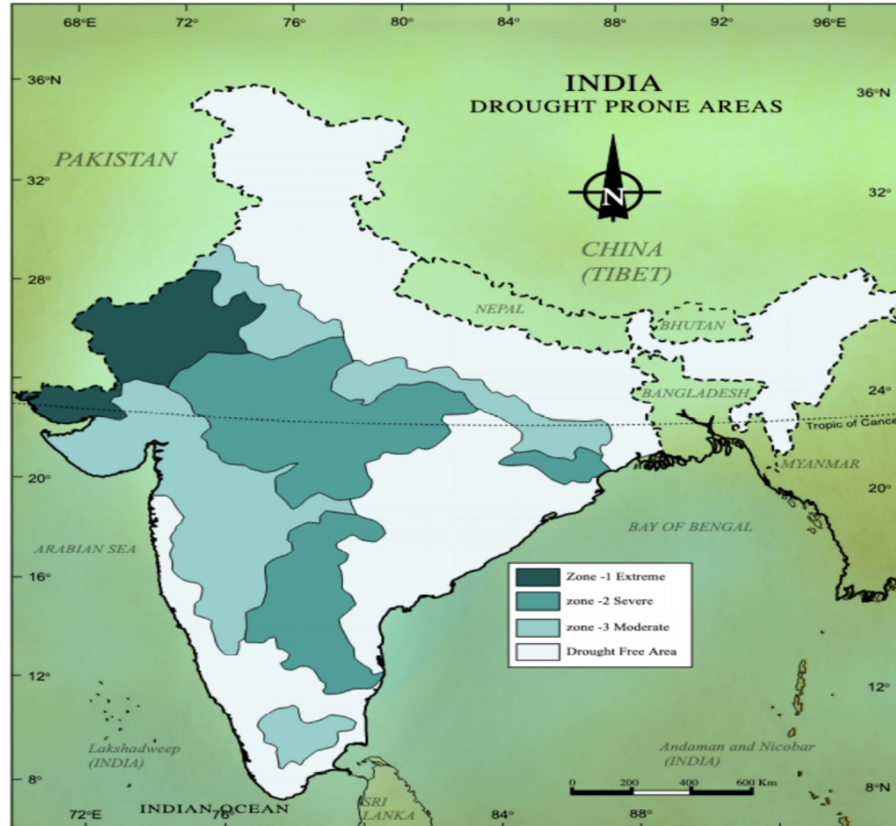 68°E 72° 76° 80° 84° 88° 92° 96°E
INDIA
DROUGHT PRONE AREAS
36°N 36°N
PAKISTAN
N
32° 32°
CHINA
(TIBET)
28° 28°
NEPAL
BHUTAN
BANGLADESH
24°
Tropic of Cance
MYANMAR
20° 20°
BAY OF BENGAL
ARABIAN SEA
16° 16°
Zone -1 Extreme
zone -2 Severe
zone -3 Moderate
Drought Free Area
12° 12°
Lakshadweep
(INDIA)
Andaman and Nicobar
(INDIA)
8° 8°N
0 200 400 600 Km
SRI
LANKA
INDIAN OCEAN
72°E 76° 84° 88°